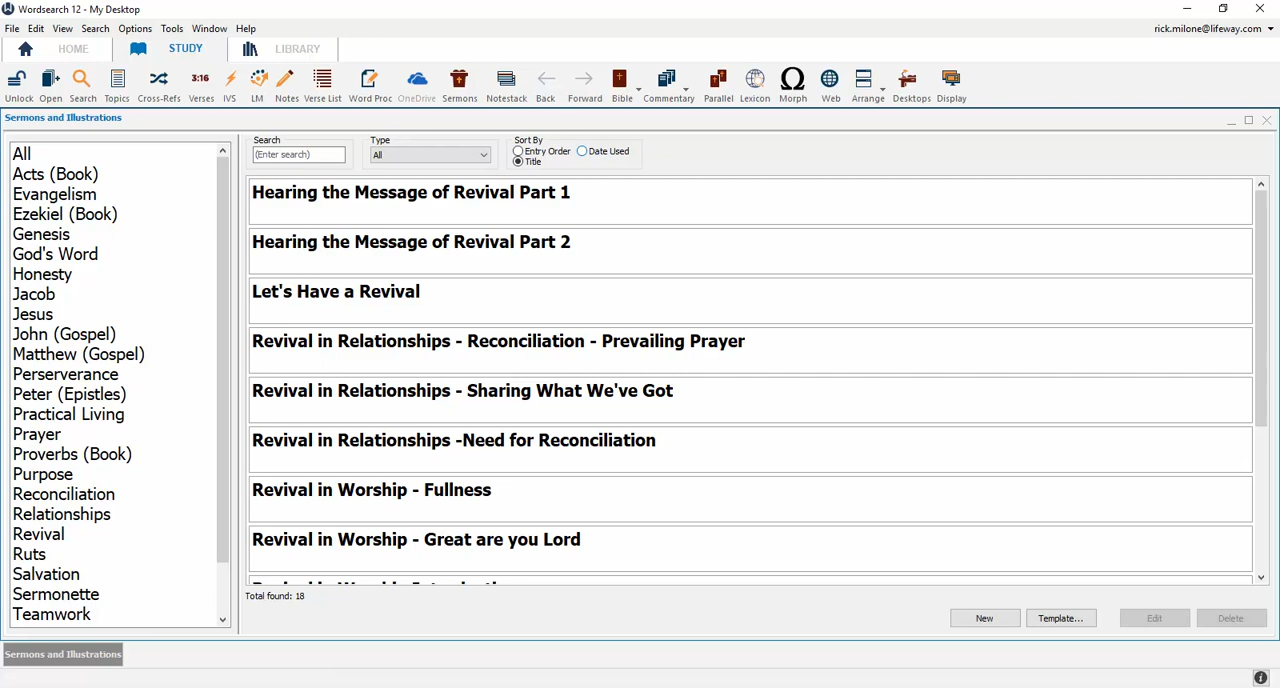 Wordsearch 12 - My Desktop
File Edit View Search Options Tools Window Help
rick.milone@lifeway.com
HOME STUDY LIBRARY
3:16
Unlock Open Search Topics Cross-Refs Verses IVS LM Notes Verse List Word Proc OneDrive Sermons Notestack Back Forward Bible Commentary Parallel Lexicon Morph Web Arrange Desktops Display
Sermons and Illustrations
All
Acts (Book)
Evangelism
Ezekiel (Book)
Genesis
God's Word
Honesty
Jacob
Jesus
John (Gospel)
Matthew (Gospel)
Perserverance
Peter (Epistles)
Practical Living
Prayer
Proverbs (Book)
Purpose
Reconciliation
Relationships
Revival
Ruts
Salvation
Sermonette
Teamwork
Search
(Enter search)
Type
All
Sort By
Entry Order Date Used
Title
Hearing the Message of Revival Part 1
Hearing the Message of Revival Part 2
Let's Have a Revival
Revival in Relationships - Reconciliation - Prevailing Prayer
Revival in Relationships - Sharing What We've Got
Revival in Relationships -Need for Reconciliation
Revival in Worship - Fullness
Revival in Worship - Great are you Lord
Total found: 18
New Template... Edit Delete
Sermons and Illustrations